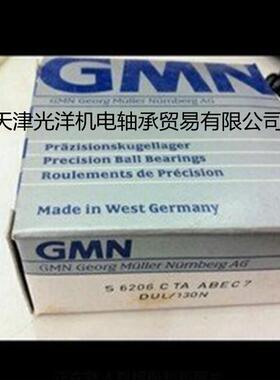 GMN
GMN Georg Müller Nürnberg AG
天津光洋机电轴承贸易有限公司
Präzisionskugellager
Precision Ball Bearings
Roulements de Précision
Made in West Germany
GMN
GMN Georg Müller Nürnberg AG
S 6206 C TA ABEC 7
DUL/130N